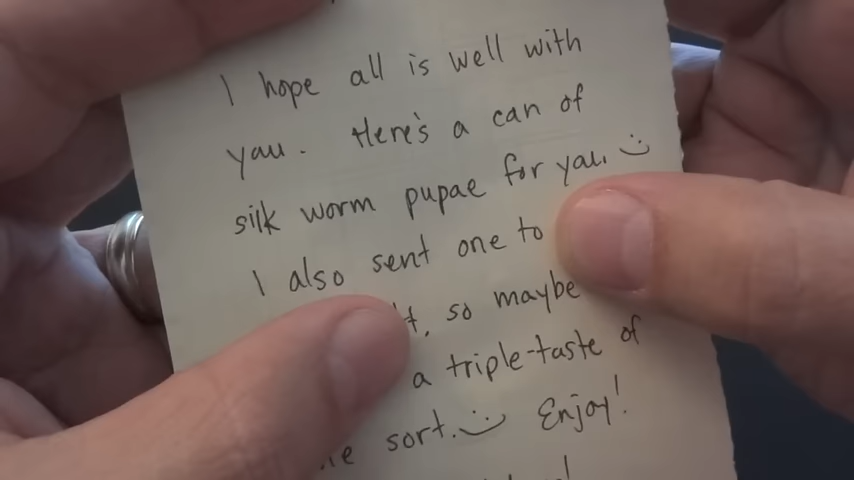 I hope all is well with
you. Here's a can of
silk worm pupae for you. :)
I also sent one to
so maybe
a triple-taste of
sort. :) Enjoy!